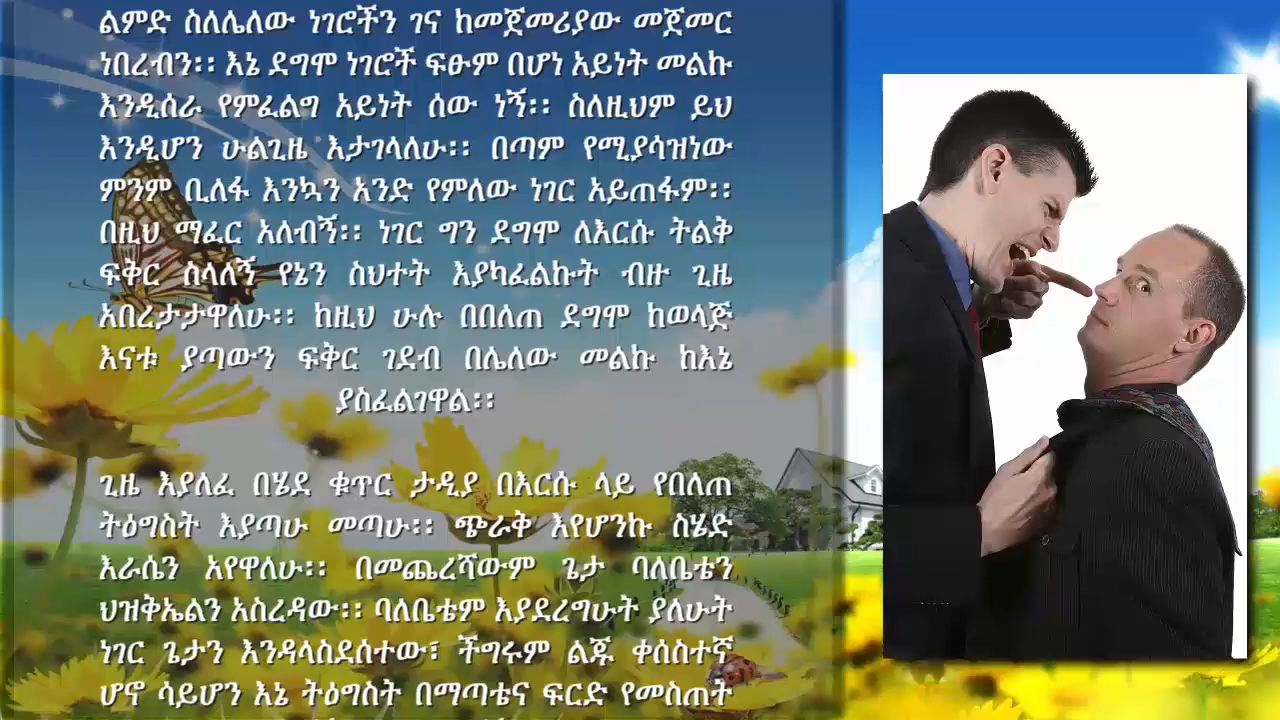 ልምድ ስለሌለው ነገሮችን ገና ከመጀመሪያው መጀመር
ነበረብን፡፡ እኔ ደግሞ ነገሮች ፍፁም በሆነ አይነት መልኩ
እንዲሰራ የምፈልግ አይነት ሰው ነኝ፡፡ ስለዚህም ይህ
እንዲሆን ሁልጊዜ እታገላለሁ፡፡ በጣም የሚያሳዝነው
ምንም ቢለፋ እንኳን አንድ የምለው ነገር አይጠፋም፡፡
በዚህ ማፈር አለብኝ፡፡ ነገር ግን ደግሞ ለእርሱ ትልቅ
ፍቅር ስላለኝ የኔን ስህተት እያካፈልኩት ብዙ ጊዜ
አበረታታዋለሁ፡፡ ከዚህ ሁሉ በበለጠ ደግሞ ከወላጅ
እናቱ ያጣውን ፍቅር ገደብ በሌለው መልኩ ከእኔ
ያስፈልገዋል፡፡
ጊዜ እያለፈ በሄደ ቁጥር ታዲያ በእርሱ ላይ የበለጠ
ትዕግስት እያጣሁ መጣሁ፡፡ ጭራቅ እየሆንኩ ስሄድ
እራሴን አየዋለሁ፡፡ በመጨረሻውም ጌታ ባለቤቴን
ህዝቅኤልን አስረዳው፡፡ ባለቤቴም እያደረግሁት ያለሁት
ነገር ጌታን እንዳላስደሰተው፣ ችግሩም ልጁ ቀሰስተኛ
ሆኖ ሳይሆን እኔ ትዕግስት በማጣቴና ፍርድ የመስጠት